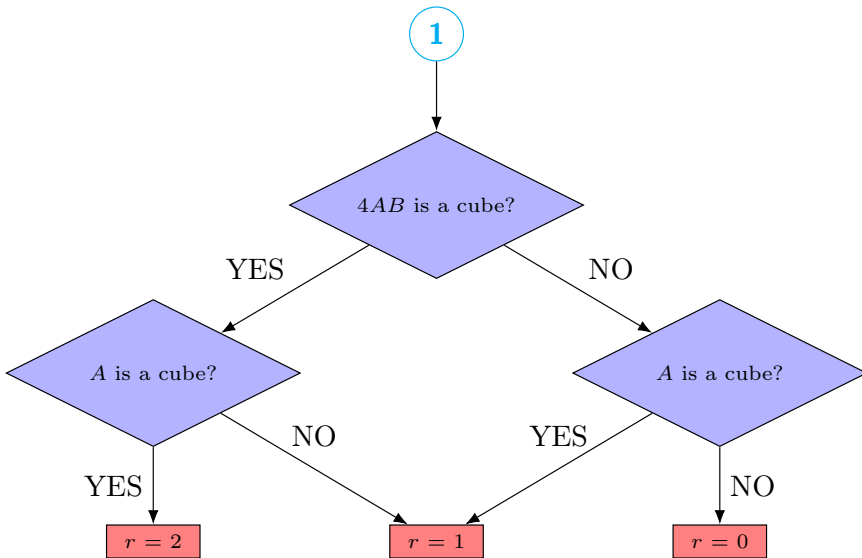 1
4AB is a cube?
YES
NO
A is a cube?
A is a cube?
NO
YES
YES
NO
r = 2
r = 1
r = 0